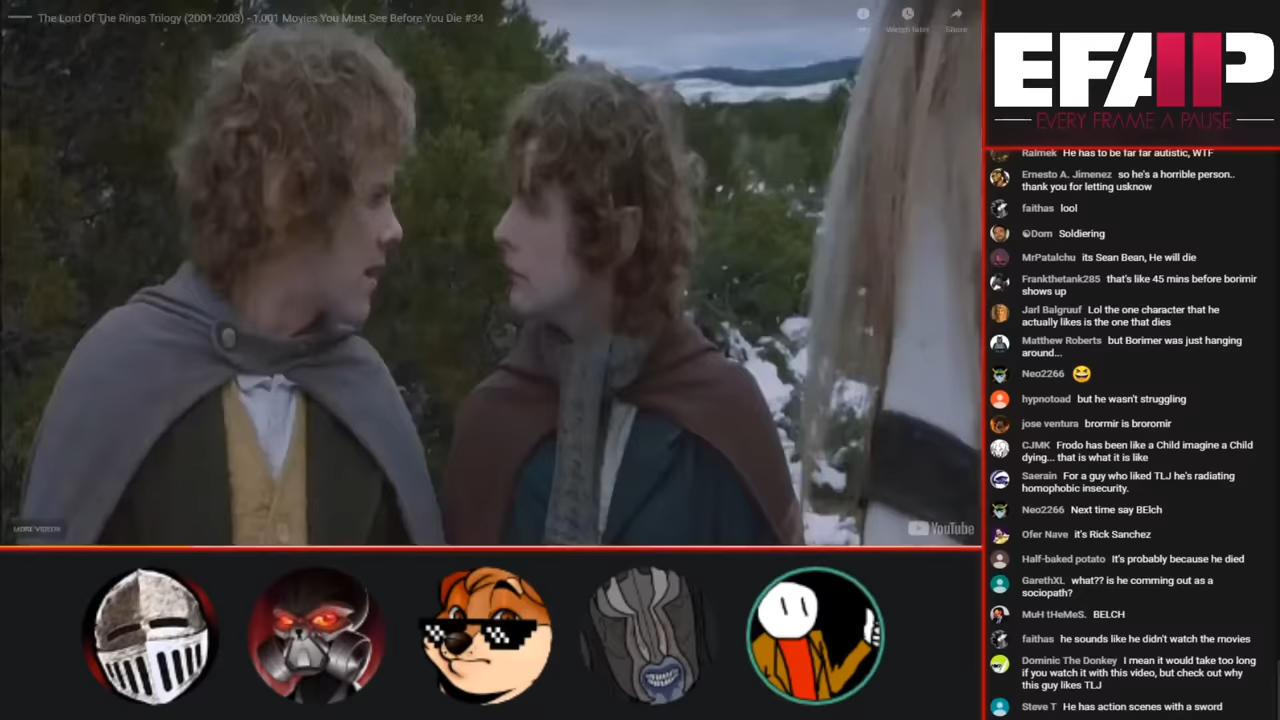 The Lord Of The Rings Trilogy (2001-2003) - 1,001 Movies You Must See Before You Die #34
Watch later
Share
MORE VIDEOS
YouTube
EFAP
EVERY FRAME A PAUSE
Ralmek He has to be far far autistic, WTF
Ernesto A. Jimenez so he's a horrible person..
thank you for letting usknow
faithas lool
☯Dom Soldiering
MrPatalchu its Sean Bean, He will die
Frankthetank285 that's like 45 mins before borimir
shows up
Jarl Balgruuf Lol the one character that he
actually likes is the one that dies
Matthew Roberts but Borimer was just hanging
around...
Neo2266 😆
hypnotoad but he wasn't struggling
jose ventura brormir is broromir
CJMK Frodo has been like a Child imagine a Child
dying... that is what it is like
Saerain For a guy who liked TLJ he's radiating
homophobic insecurity.
Neo2266 Next time say BElch
Ofer Nave it's Rick Sanchez
Half-baked potato It's probably because he died
GarethXL what?? is he comming out as a
sociopath?
MuH tHeMeS. BELCH
faithas he sounds like he didn't watch the movies
Dominic The Donkey I mean it would take too long
if you watch it with this video, but check out why
this guy likes TLJ
Steve T He has action scenes with a sword